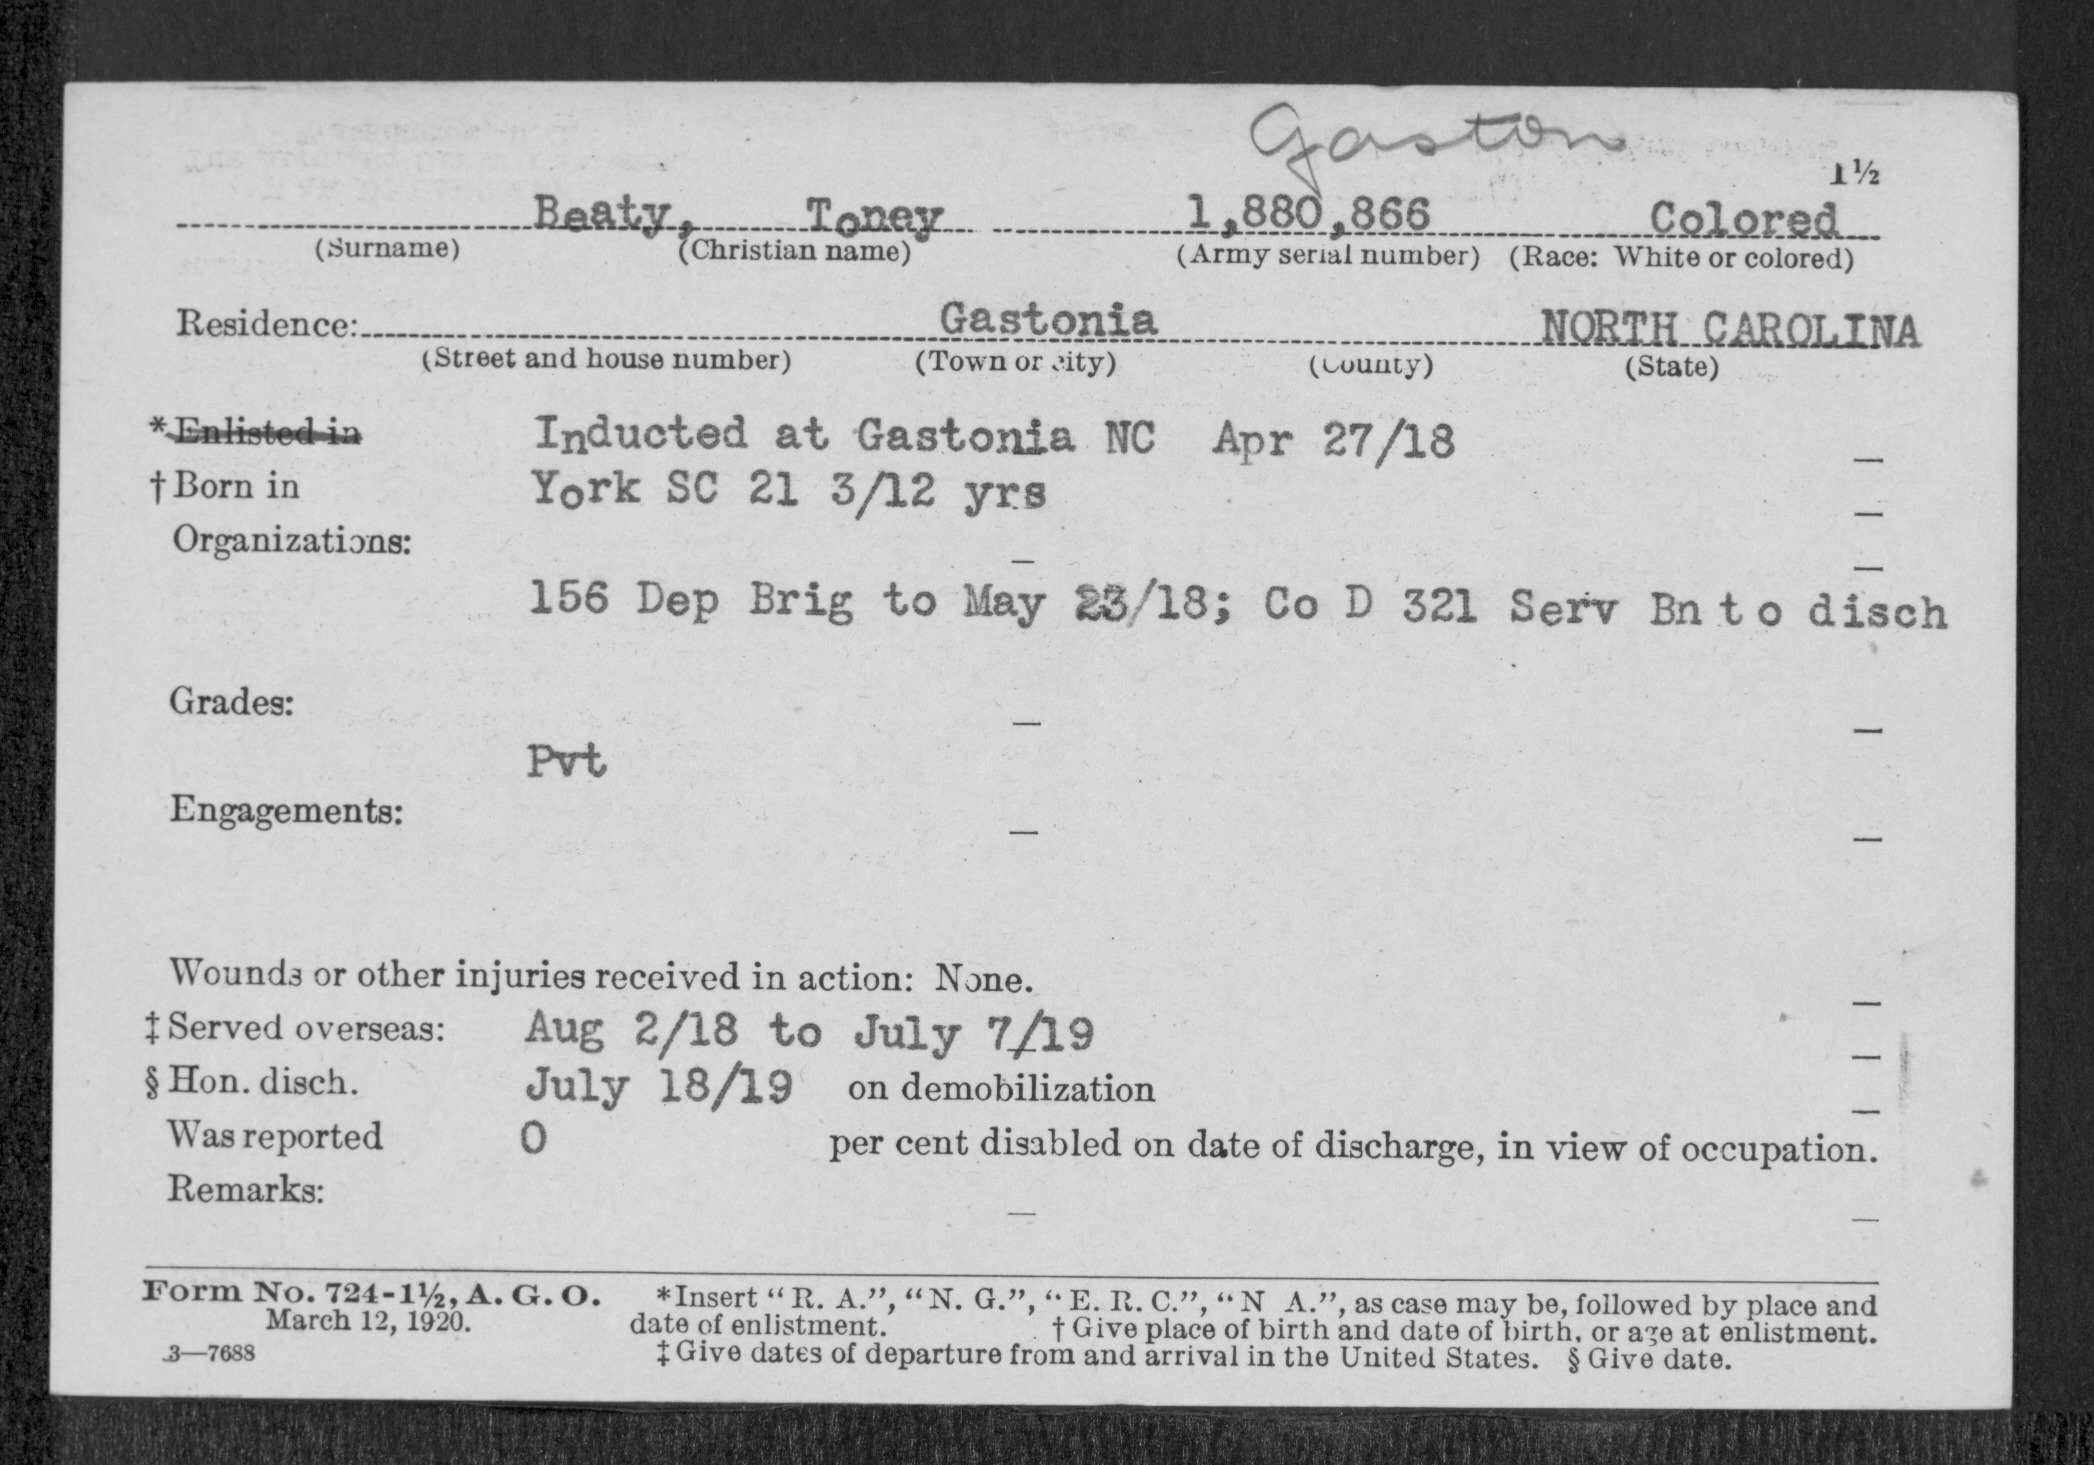 Gaston
1½
Beaty, Toney 1,880,866 Colored
(Surname) (Christian name) (Army serial number) (Race: White or colored)
Residence: Gastonia NORTH CAROLINA
(Street and house number) (Town or city) (County) (State)
*Enlisted in Inducted at Gastonia NC Apr 27/18 –
†Born in York SC 21 3/12 yrs –
Organizations: – –
156 Dep Brig to May 23/18; Co D 321 Serv Bn to disch
Grades: – –
Pvt
Engagements: – –
Wounds or other injuries received in action: None. –
‡Served overseas: Aug 2/18 to July 7/19 –
§Hon. disch. July 18/19 on demobilization –
Was reported 0 per cent disabled on date of discharge, in view of occupation.
Remarks: – –
Form No. 724-1½, A. G. O. *Insert “R. A.”, “N. G.”, “E. R. C.”, “N A.”, as case may be, followed by place and
March 12, 1920. date of enlistment. †Give place of birth and date of birth, or age at enlistment.
3—7688 ‡Give dates of departure from and arrival in the United States. §Give date.